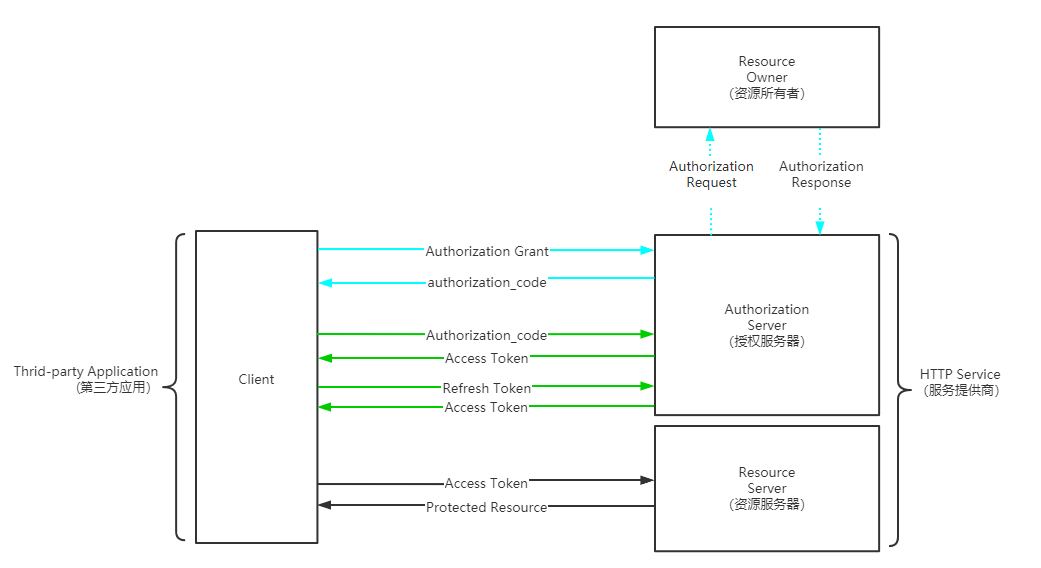 Resource
Owner
（资源所有者）
Authorization
Request
Authorization
Response
Authorization Grant
authorization_code
Authorization_code
Access Token
Refresh Token
Access Token
Authorization
Server
（授权服务器）
Thrid-party Application
（第三方应用）
Client
HTTP Service
（服务提供商）
Access Token
Protected Resource
Resource
Server
（资源服务器）